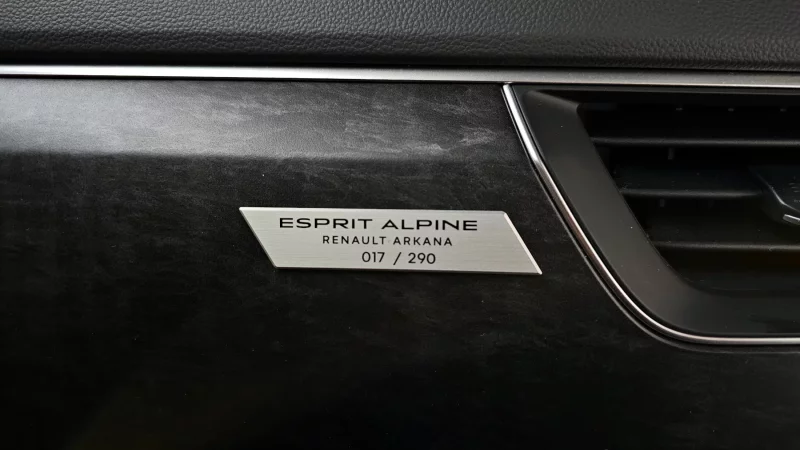 ESPRIT ALPINE
RENAULT ARKANA
017 / 290